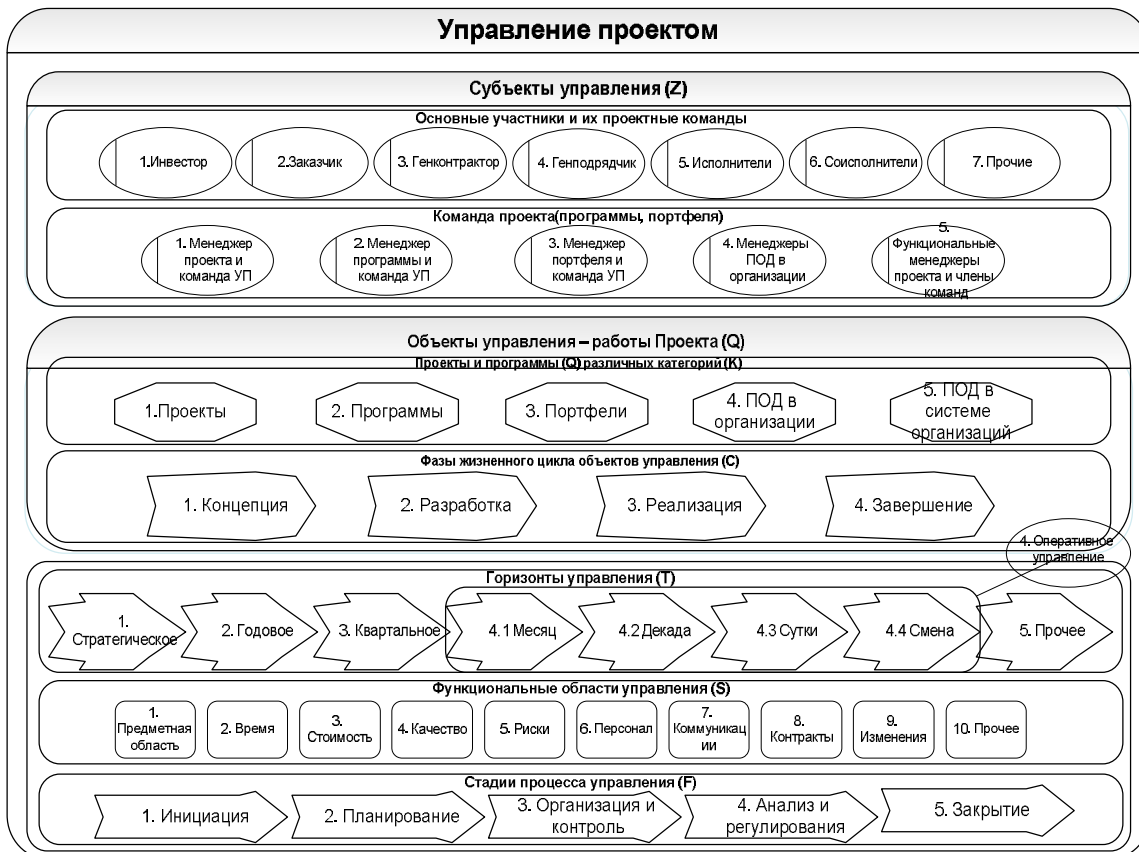 Управление проектом
Субъекты управления (Z)
Основные участники и их проектные команды
1.Инвестор
2.Заказчик
3. Генконтрактор
4. Генподрядчик
5. Исполнители
6. Соисполнители
7. Прочие
Команда проекта(программы, портфеля)
1. Менеджер
проекта и
команда УП
2. Менеджер
программы и
команда УП
3. Менеджер
портфеля и
команда УП
4. Менеджеры
ПОД в
организации
5.
Функциональные
менеджеры
проекта и члены
команд
Объекты управления – работы Проекта (Q)
Проекты и программы (Q) различных категорий (K)
1.Проекты
2. Программы
3. Портфели
4. ПОД в
организации
5. ПОД в
системе
организаций
Фазы жизненного цикла объектов управления (C)
1. Концепция
2. Разработка
3. Реализация
4. Завершение
4. Оперативное
управление
Горизонты управления (T)
1.
Стратегическое
2. Годовое
3. Квартальное
4.1 Месяц
4.2 Декада
4.3 Сутки
4.4 Смена
5. Прочее
Функциональные области управления (S)
1.
Предметная
область
2. Время
3.
Стоимость
4. Качество
5. Риски
6. Персонал
7.
Коммуникац
ии
8.
Контракты
9.
Изменения
10. Прочее
Стадии процесса управления (F)
1. Инициация
2. Планирование
3. Организация и
контроль
4. Анализ и
регулирования
5. Закрытие